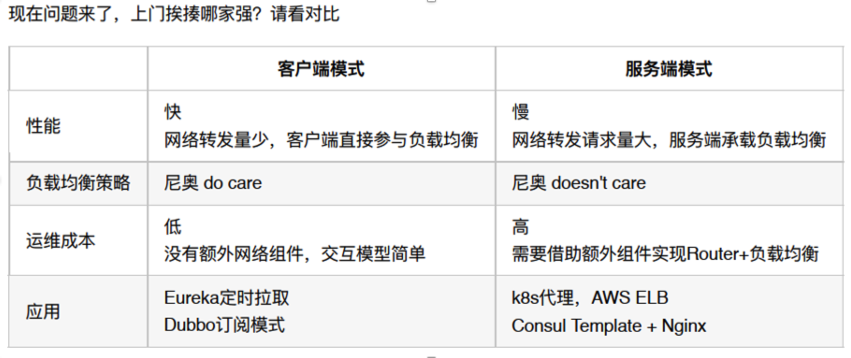 现在问题来了，上门挨揍哪家强？请看对比
客户端模式
服务端模式
性能
快
网络转发量少，客户端直接参与负载均衡
慢
网络转发请求量大，服务端承载负载均衡
负载均衡策略
尼奥 do care
尼奥 doesn't care
运维成本
低
没有额外网络组件，交互模型简单
高
需要借助额外组件实现Router+负载均衡
应用
Eureka定时拉取
Dubbo订阅模式
k8s代理，AWS ELB
Consul Template + Nginx